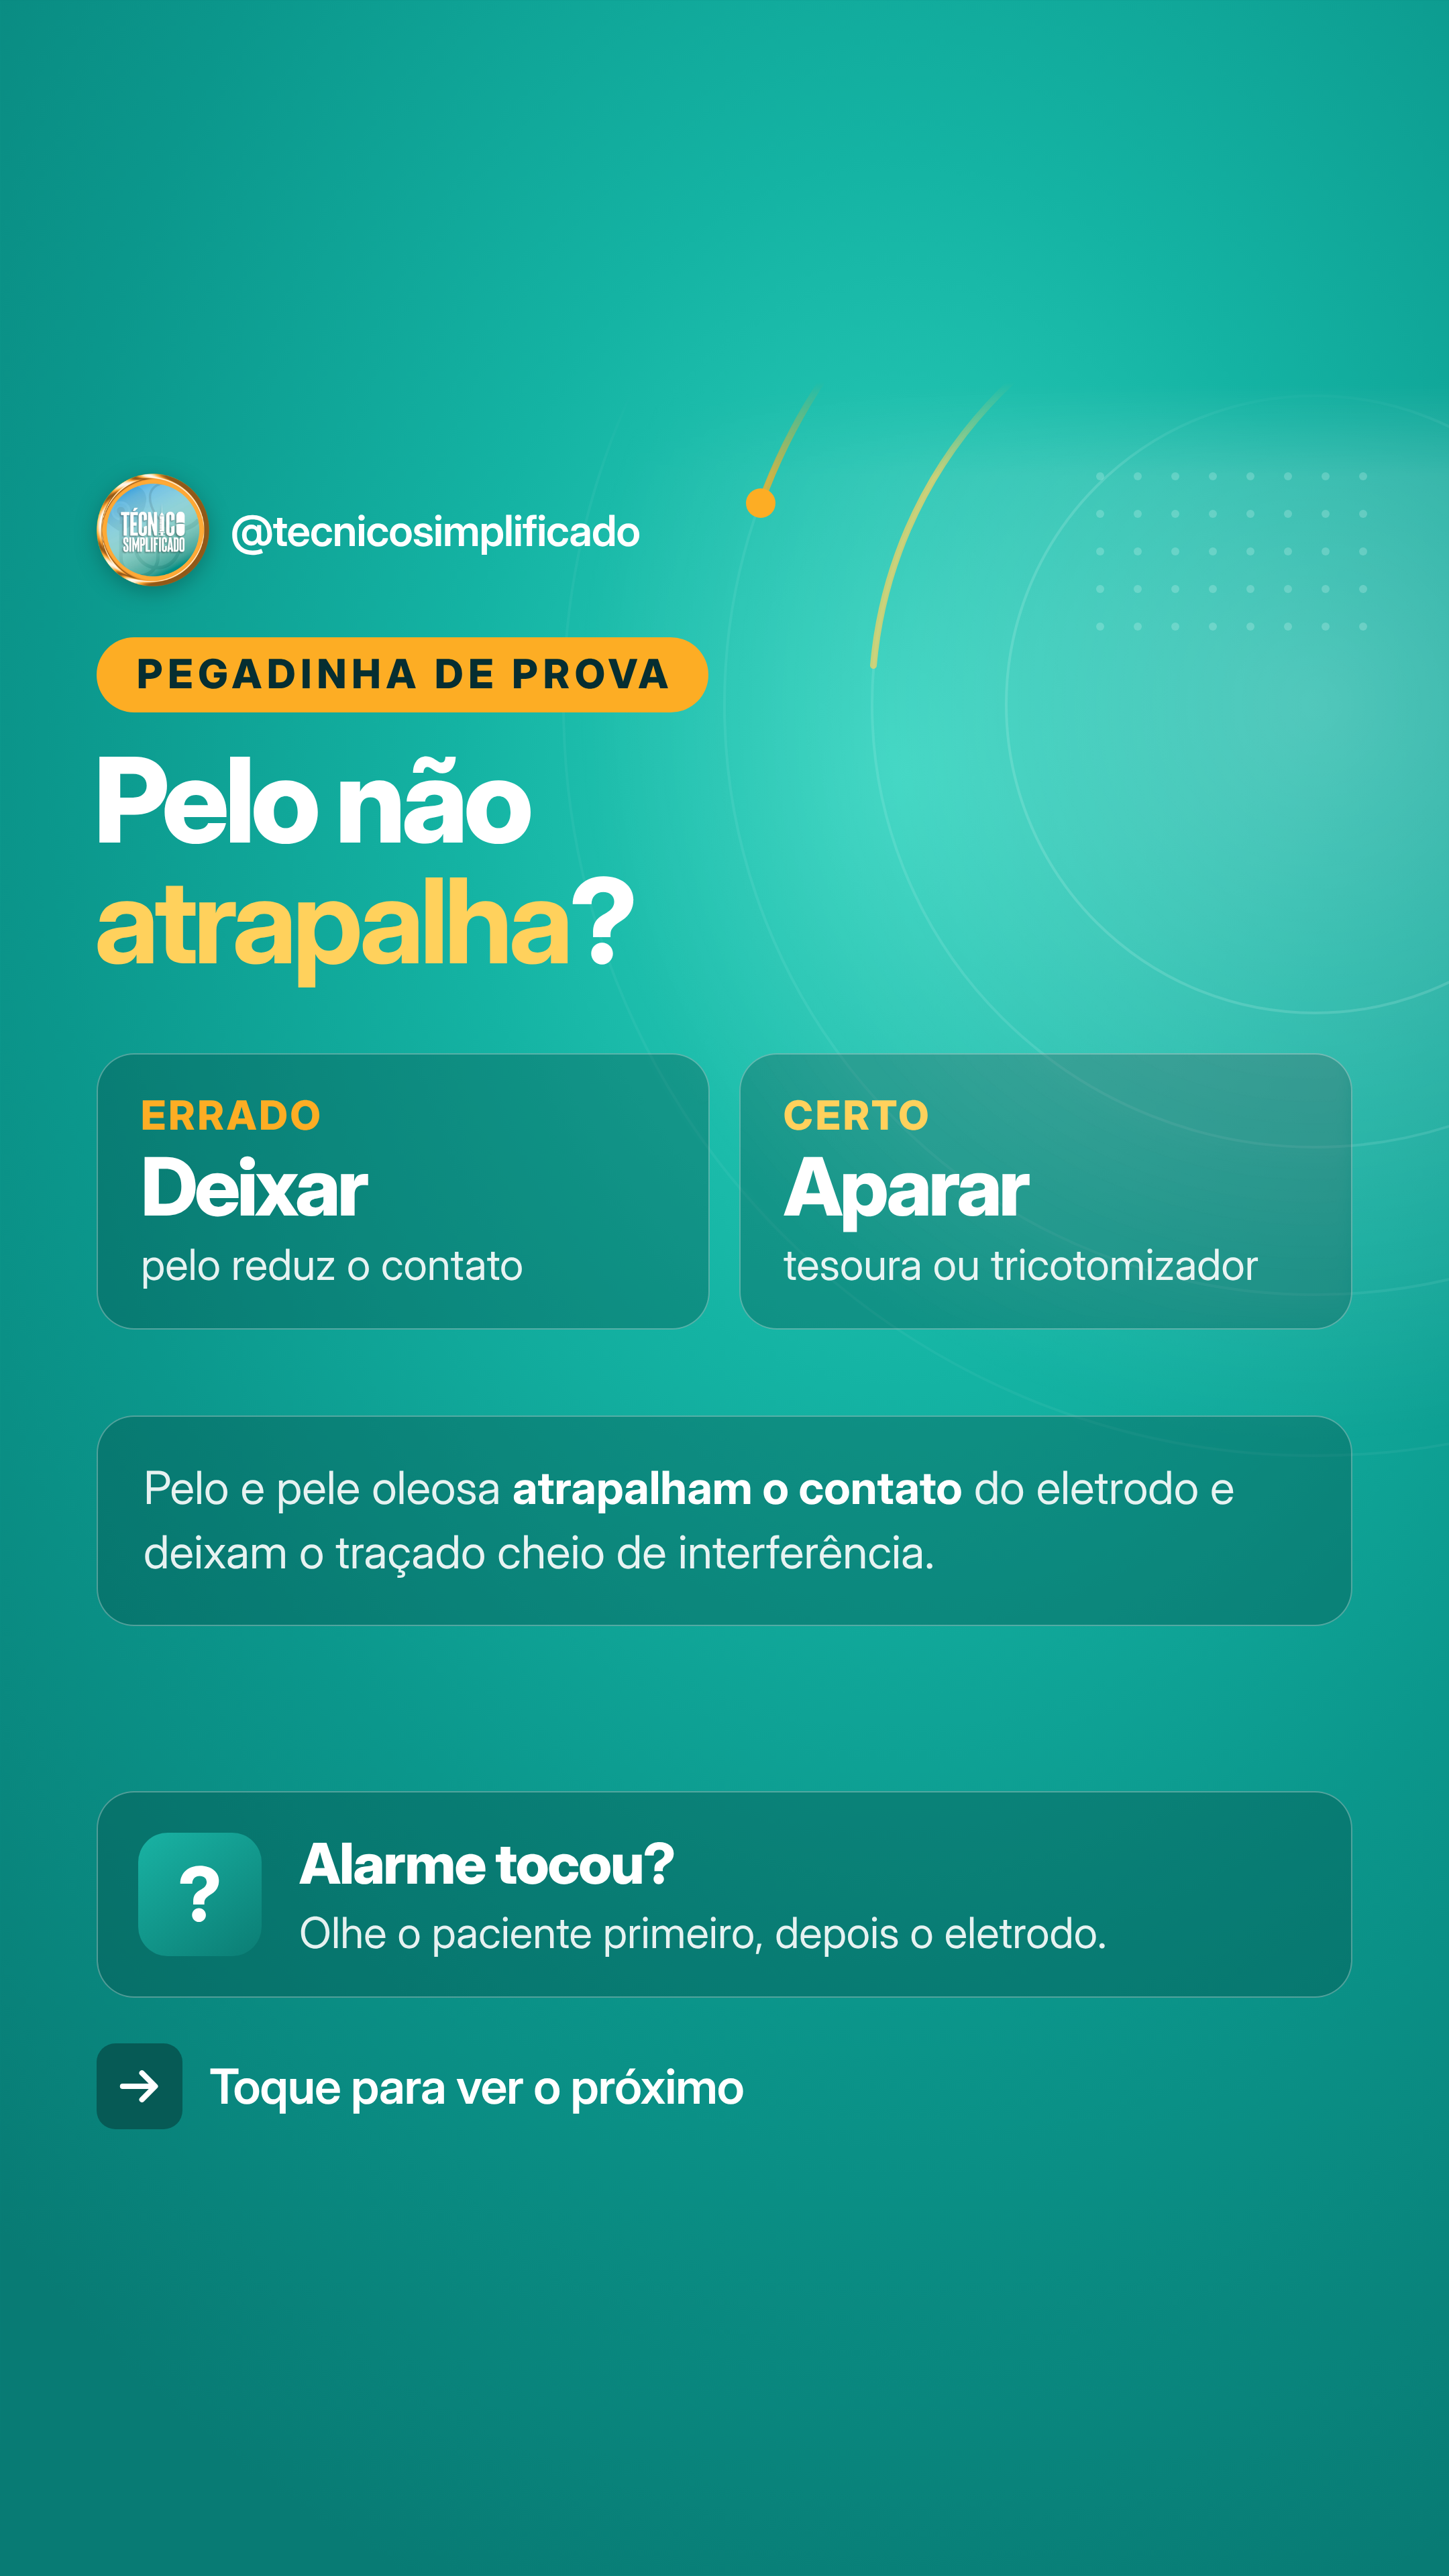 TÉCNICO
SIMPLIFICADO
@tecnicosimplificado
PEGADINHA DE PROVA
Pelo não
atrapalha?
ERRADO
Deixar
pelo reduz o contato
CERTO
Aparar
tesoura ou tricotomizador
Pelo e pele oleosa atrapalham o contato do eletrodo e
deixam o traçado cheio de interferência.
?
Alarme tocou?
Olhe o paciente primeiro, depois o eletrodo.
Toque para ver o próximo